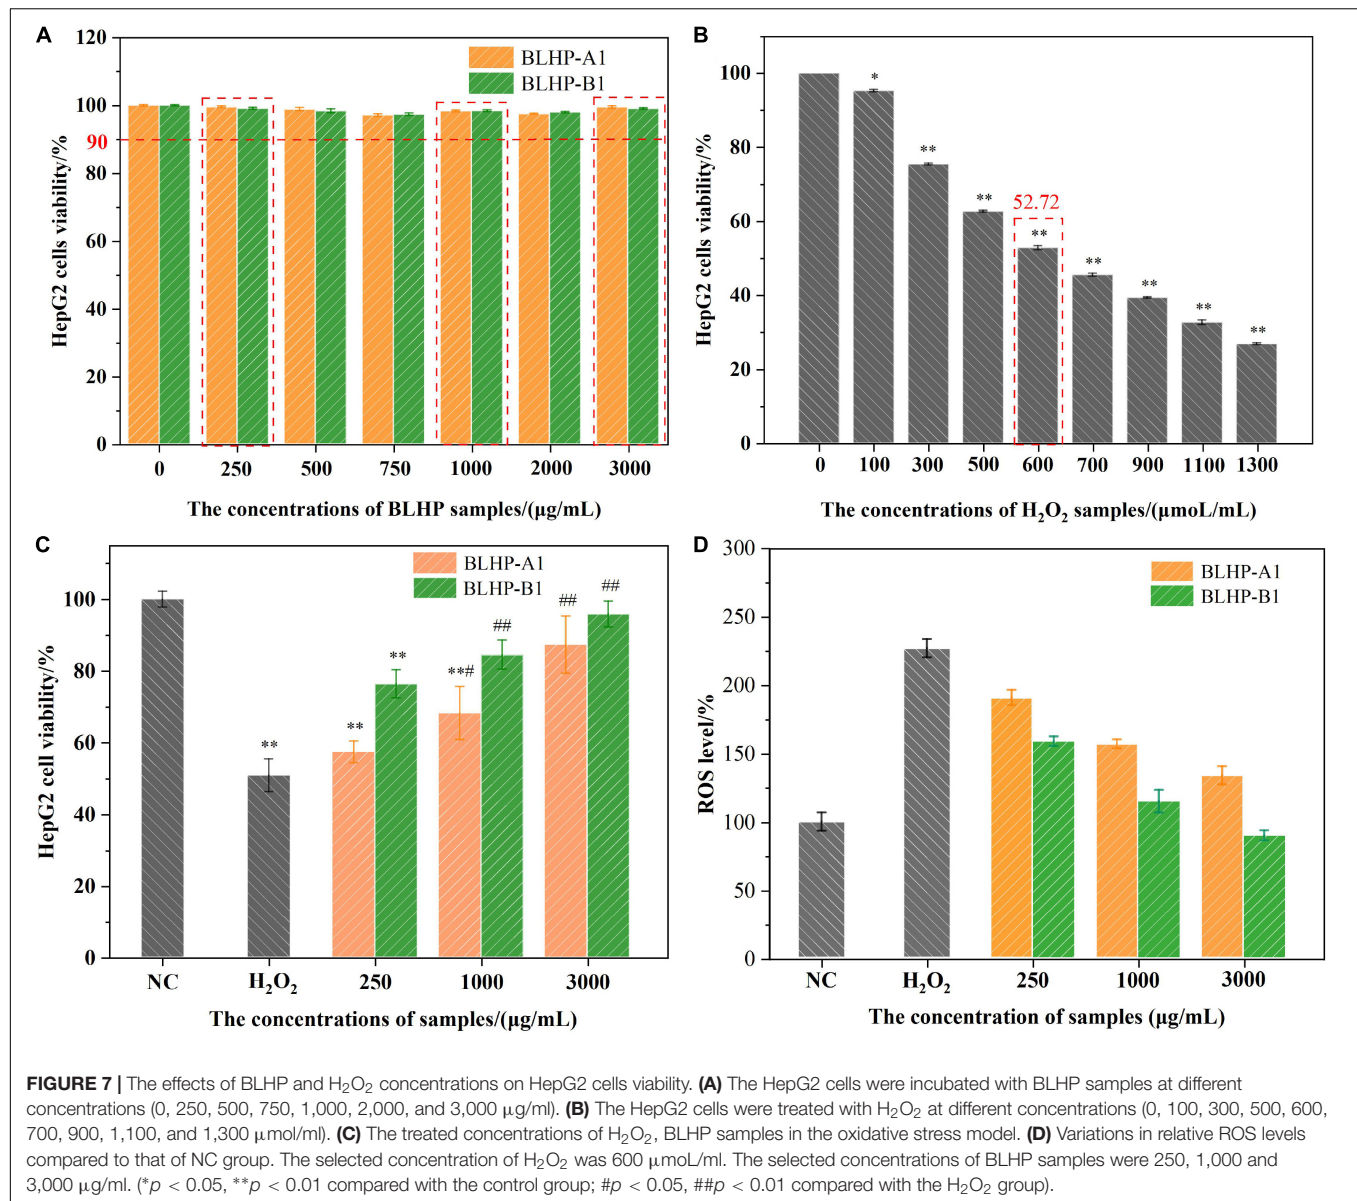 A
120
100
90
80
60
40
20
0
HepG2 cells viability/%
BLHP-A1
BLHP-B1
0 250 500 750 1000 2000 3000
The concentrations of BLHP samples/(μg/mL)
B
100
80
60
40
20
0
HepG2 cells viability/%
*
**
**
52.72
**
**
**
**
**
0 100 300 500 600 700 900 1100 1300
The concentrations of H₂O₂ samples/(μmoL/mL)
C
100
80
60
40
20
0
HepG2 cell viability/%
BLHP-A1
BLHP-B1
**
**
**
**#
##
##
##
NC H₂O₂ 250 1000 3000
The concentrations of samples/(μg/mL)
D
300
250
200
150
100
50
0
ROS level/%
BLHP-A1
BLHP-B1
NC H₂O₂ 250 1000 3000
The concentration of samples (μg/mL)
FIGURE 7 | The effects of BLHP and H₂O₂ concentrations on HepG2 cells viability. (A) The HepG2 cells were incubated with BLHP samples at different
concentrations (0, 250, 500, 750, 1,000, 2,000, and 3,000 μg/ml). (B) The HepG2 cells were treated with H₂O₂ at different concentrations (0, 100, 300, 500, 600,
700, 900, 1,100, and 1,300 μmol/ml). (C) The treated concentrations of H₂O₂, BLHP samples in the oxidative stress model. (D) Variations in relative ROS levels
compared to that of NC group. The selected concentration of H₂O₂ was 600 μmoL/ml. The selected concentrations of BLHP samples were 250, 1,000 and
3,000 μg/ml. (*p < 0.05, **p < 0.01 compared with the control group; #p < 0.05, ##p < 0.01 compared with the H₂O₂ group).